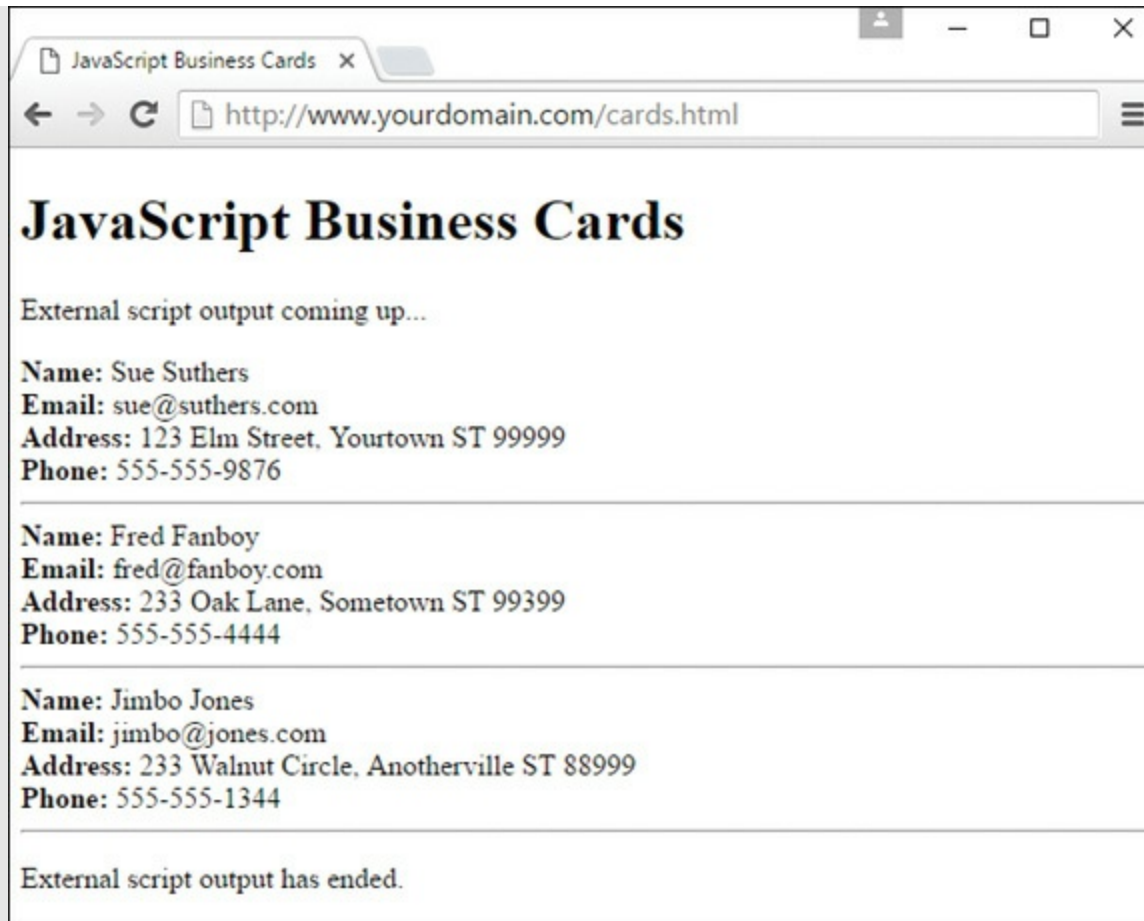 JavaScript Business Cards
http://www.yourdomain.com/cards.html
JavaScript Business Cards
External script output coming up...
Name: Sue Suthers
Email: sue@suthers.com
Address: 123 Elm Street, Yourtown ST 99999
Phone: 555-555-9876
Name: Fred Fanboy
Email: fred@fanboy.com
Address: 233 Oak Lane, Sometown ST 99399
Phone: 555-555-4444
Name: Jimbo Jones
Email: jimbo@jones.com
Address: 233 Walnut Circle, Anotherville ST 88999
Phone: 555-555-1344
External script output has ended.